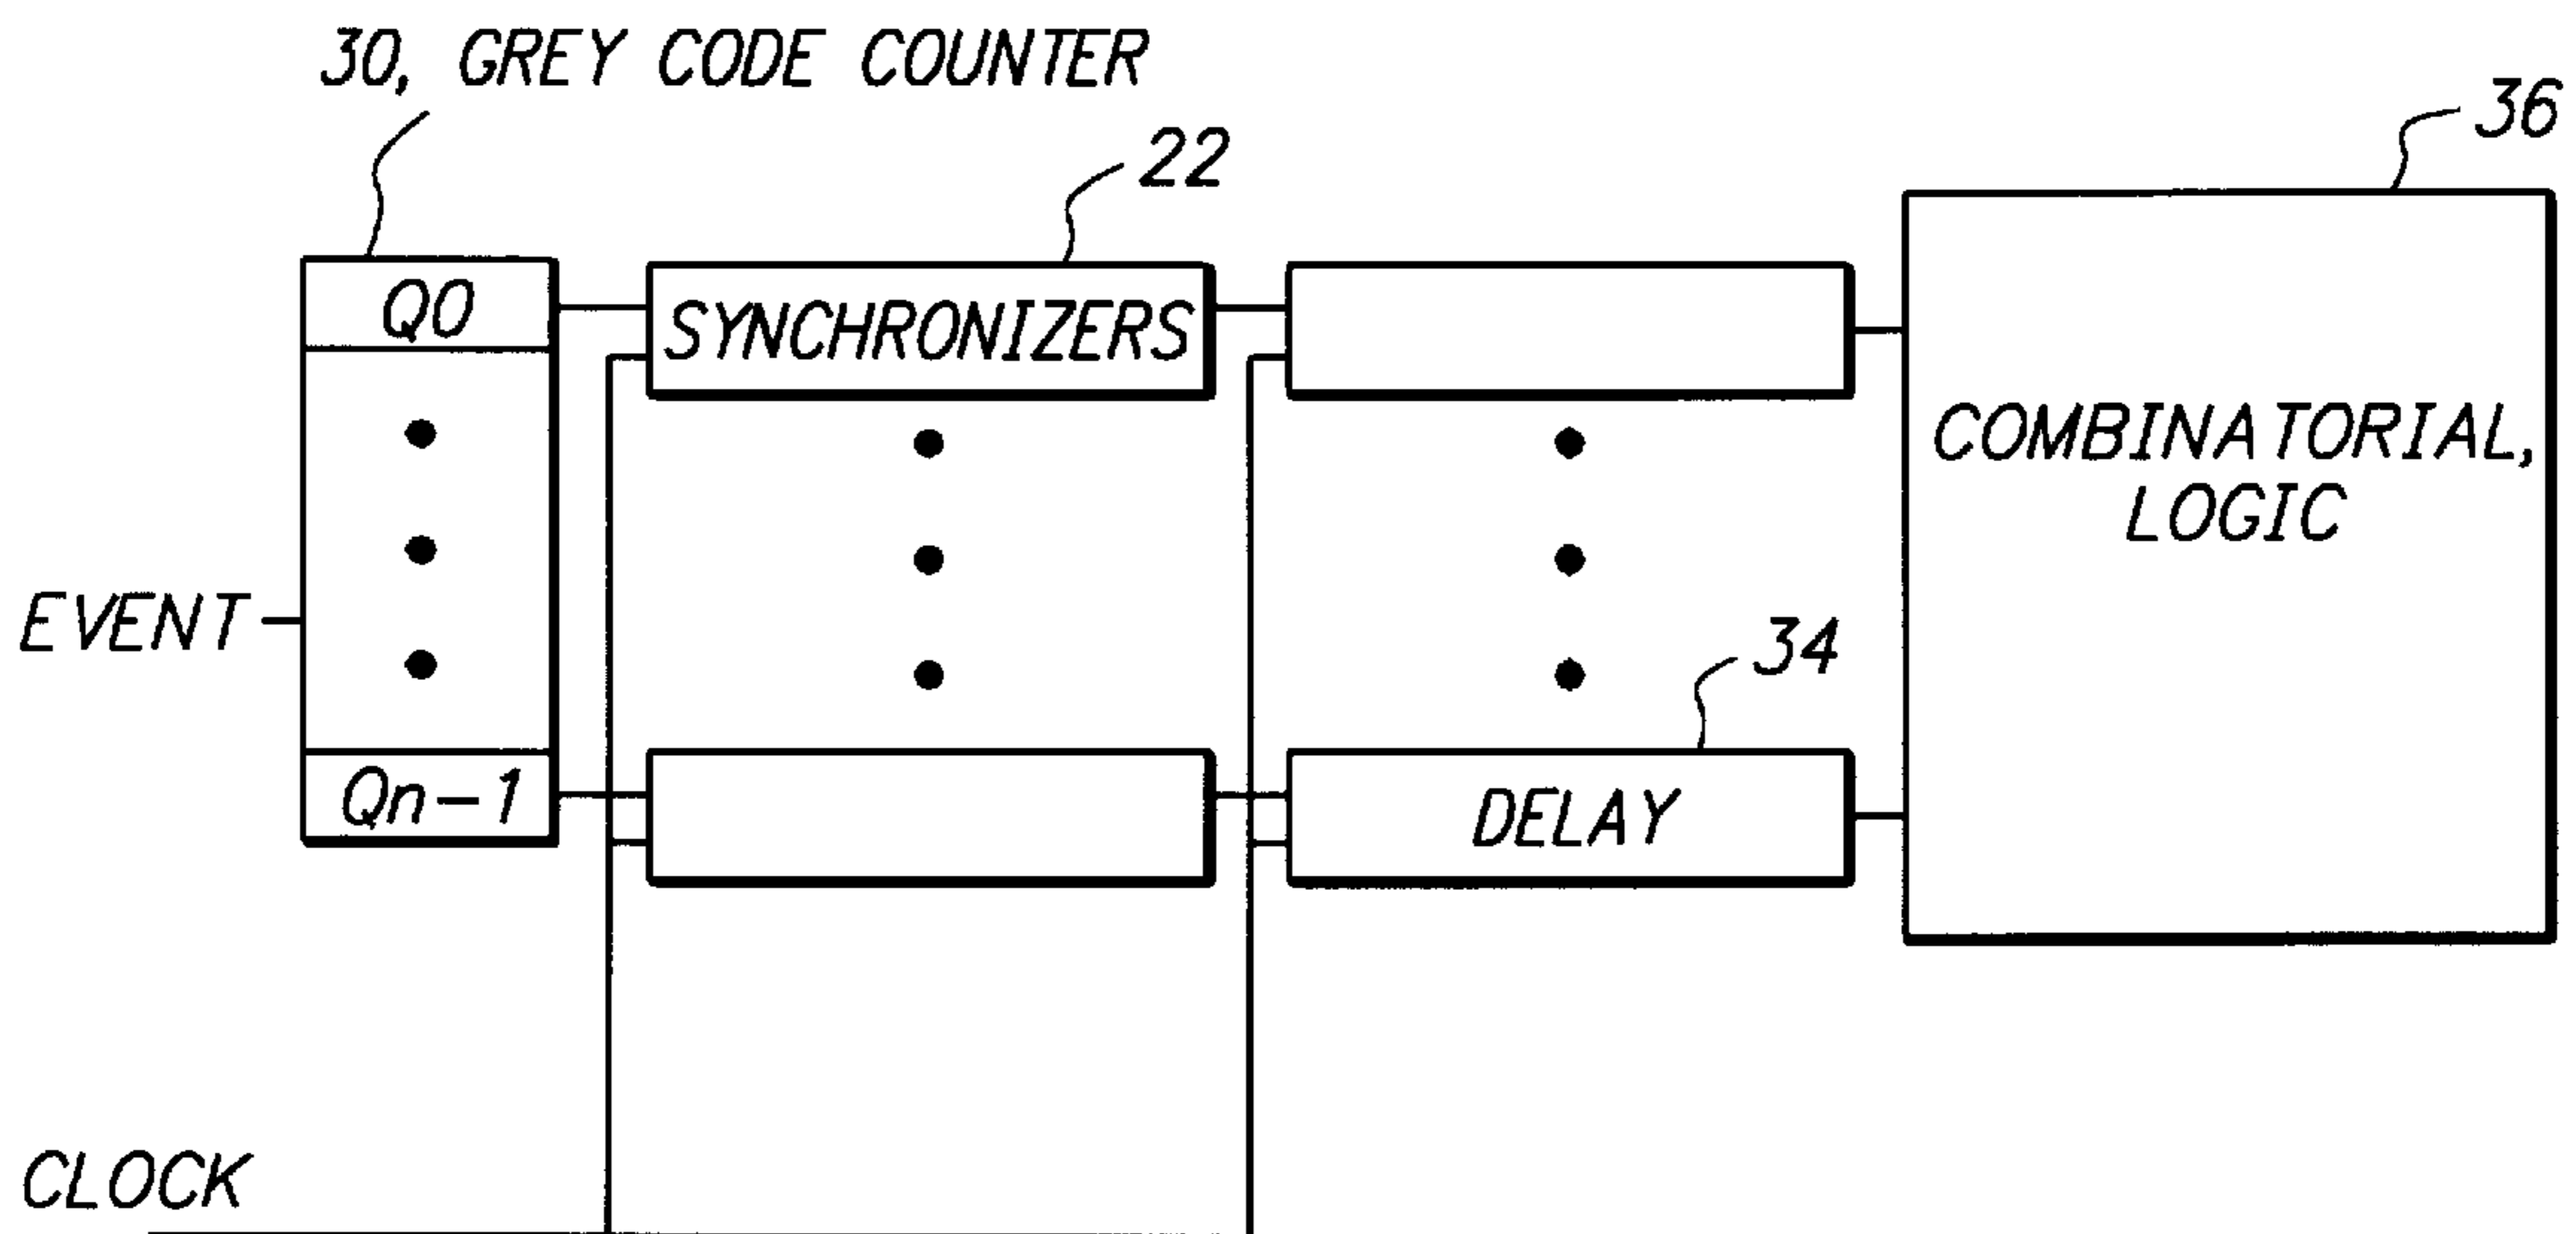 30, GREY CODE COUNTER
22
36
Q0
SYNCHRONIZERS
COMBINATORIAL,
LOGIC
EVENT
34
Qn-1
DELAY
CLOCK